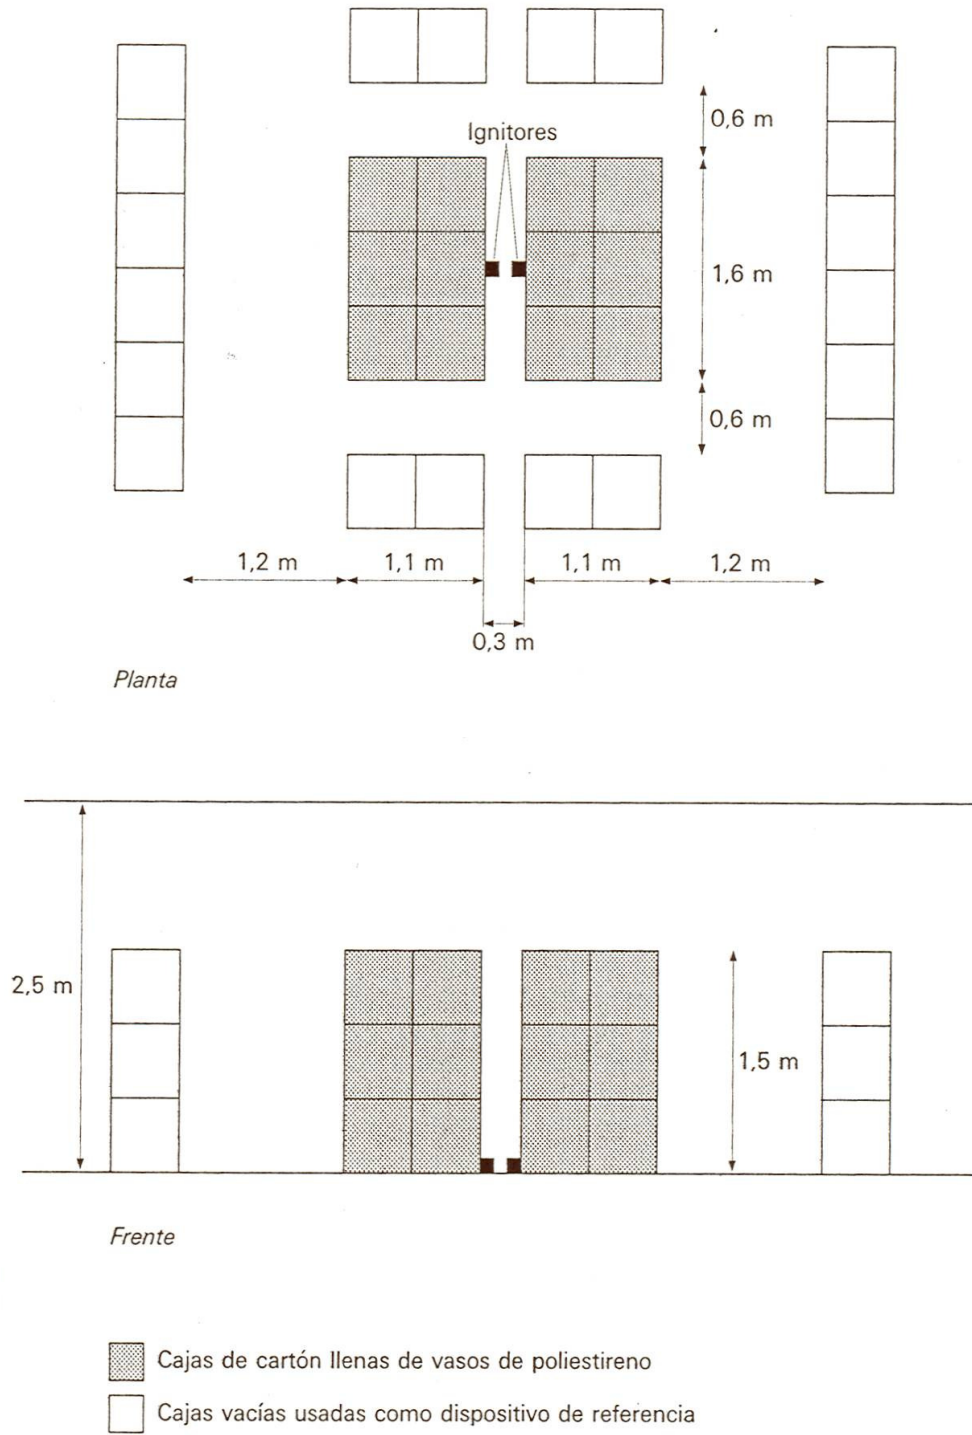 0,6 m
Ignitores
1,6 m
0,6 m
1,2 m 1,1 m 1,1 m 1,2 m
0,3 m
Planta
2,5 m
1,5 m
Frente
Cajas de cartón llenas de vasos de poliestireno
Cajas vacías usadas como dispositivo de referencia